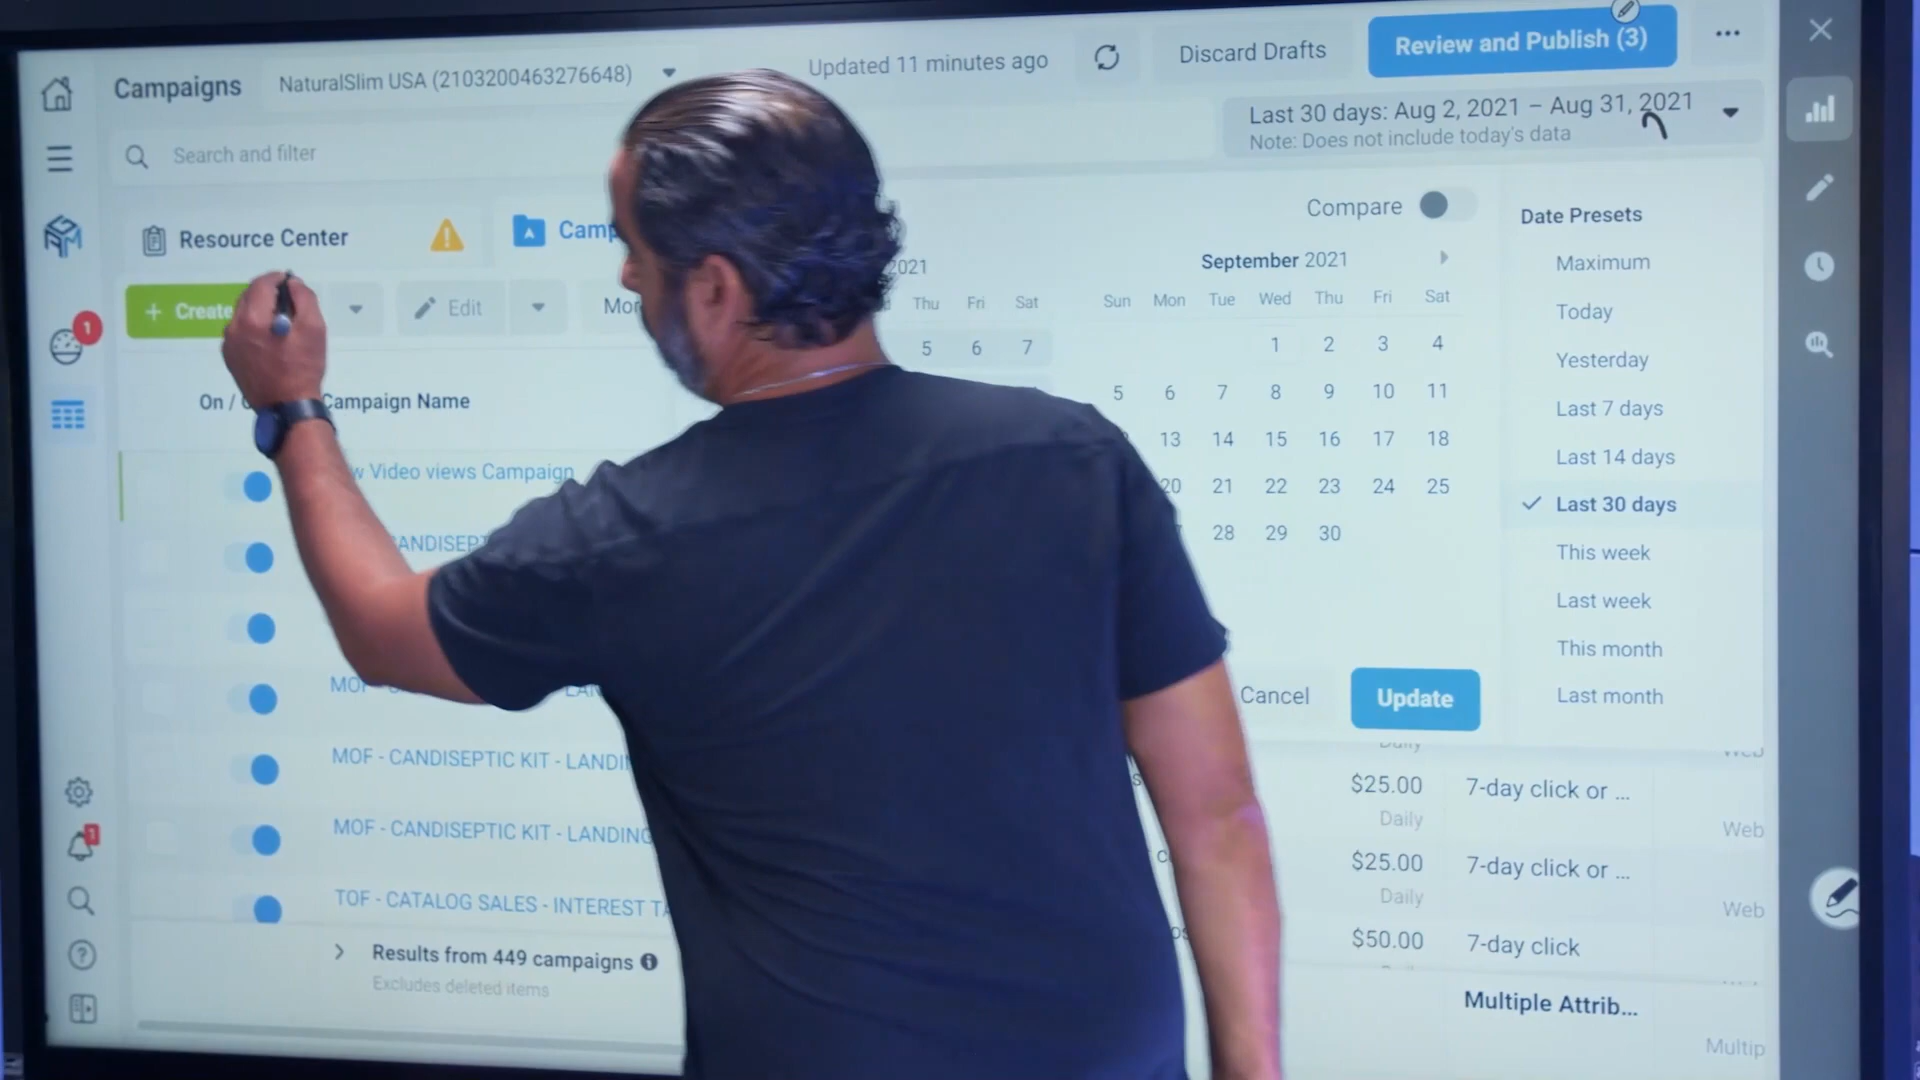 Campaigns
NaturalSlim USA (2103200463276648)
Updated 11 minutes ago
Discard Drafts
Review and Publish (3)
Search and filter
Last 30 days: Aug 2, 2021 – Aug 31, 2021
Note: Does not include today's data
Resource Center
Compare
Date Presets
+ Create
Edit
2021
September 2021
Maximum
Thu Fri Sat
Sun Mon Tue Wed Thu Fri Sat
Today
5 6 7
1 2 3 4
Yesterday
On /
Campaign Name
5 6 7 8 9 10 11
Last 7 days
13 14 15 16 17 18
Last 14 days
Video views Campaign
20 21 22 23 24 25
Last 30 days
28 29 30
This week
Last week
This month
MOF
Cancel
Update
Last month
MOF - CANDISEPTIC KIT -
$25.00
7-day click or ...
Daily
Web
MOF - CANDISEPTIC KIT - LANDING
$25.00
7-day click or ...
Daily
Web
TOF - CATALOG SALES - INTEREST
$50.00
7-day click
Results from 449 campaigns
Excludes deleted items
Multiple Attrib...
1
1